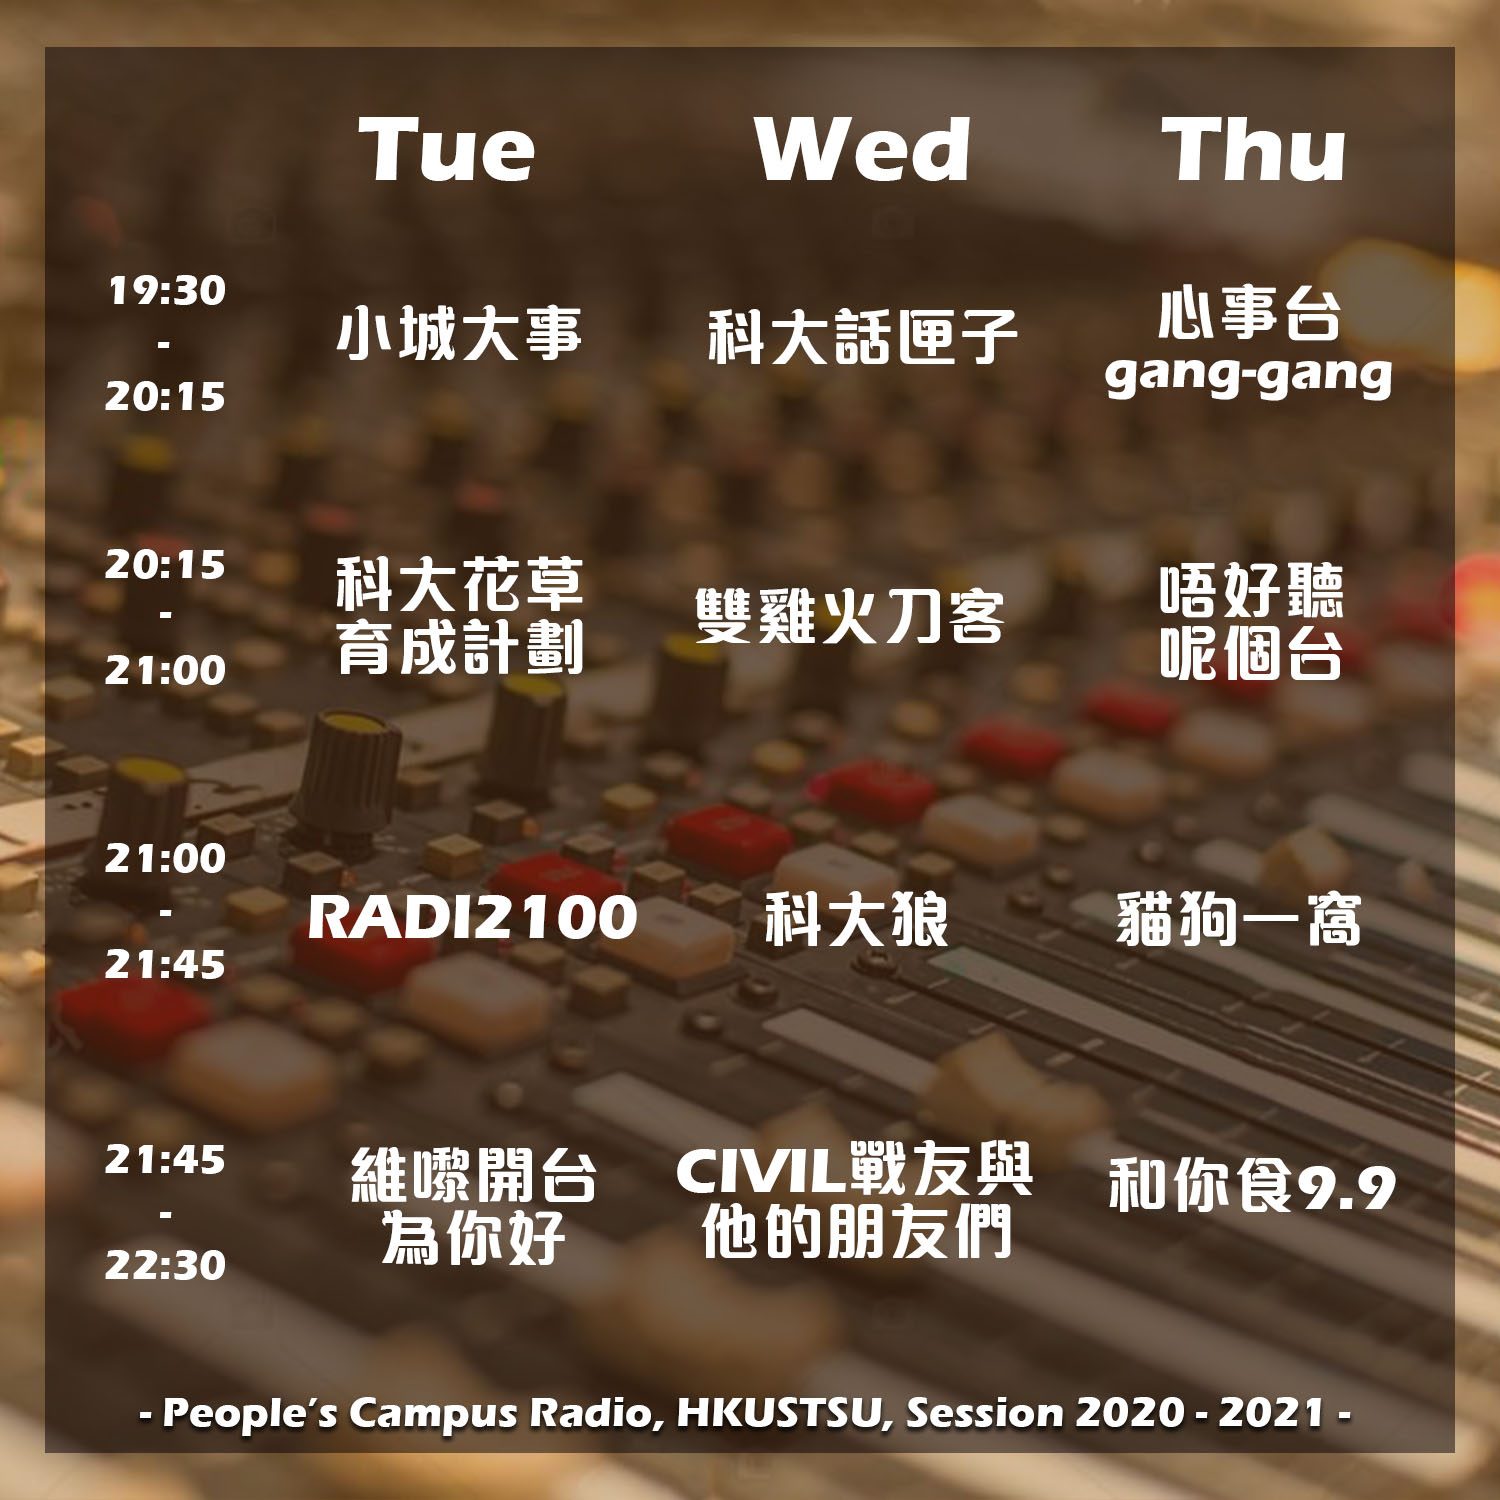 Tue
Wed
Thu
19:30
-
20:15
小城大事
科大話匣子
心事台
gang-gang
20:15
-
21:00
科大花草
育成計劃
雙雞火刀客
唔好聽
呢個台
21:00
-
21:45
RADI2100
科大狼
貓狗一窩
21:45
-
22:30
維嚟開台
為你好
CIVIL戰友與
他的朋友們
和你食9.9
- People's Campus Radio, HKUSTSU, Session 2020 - 2021 -